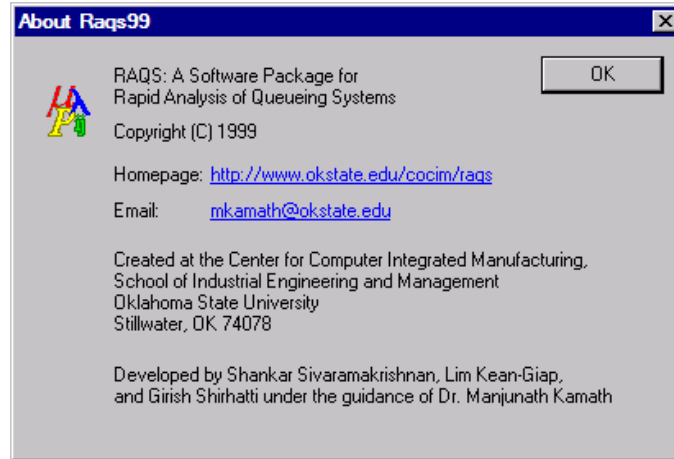 About Raqs99
RAQS: A Software Package for
Rapid Analysis of Queueing Systems
OK
Copyright (C) 1999
Homepage: http://www.okstate.edu/cocim/raqs
Email: mkamath@okstate.edu
Created at the Center for Computer Integrated Manufacturing,
School of Industrial Engineering and Management
Oklahoma State University
Stillwater, OK 74078
Developed by Shankar Sivaramakrishnan, Lim Kean-Giap,
and Girish Shirhatti under the guidance of Dr. Manjunath Kamath